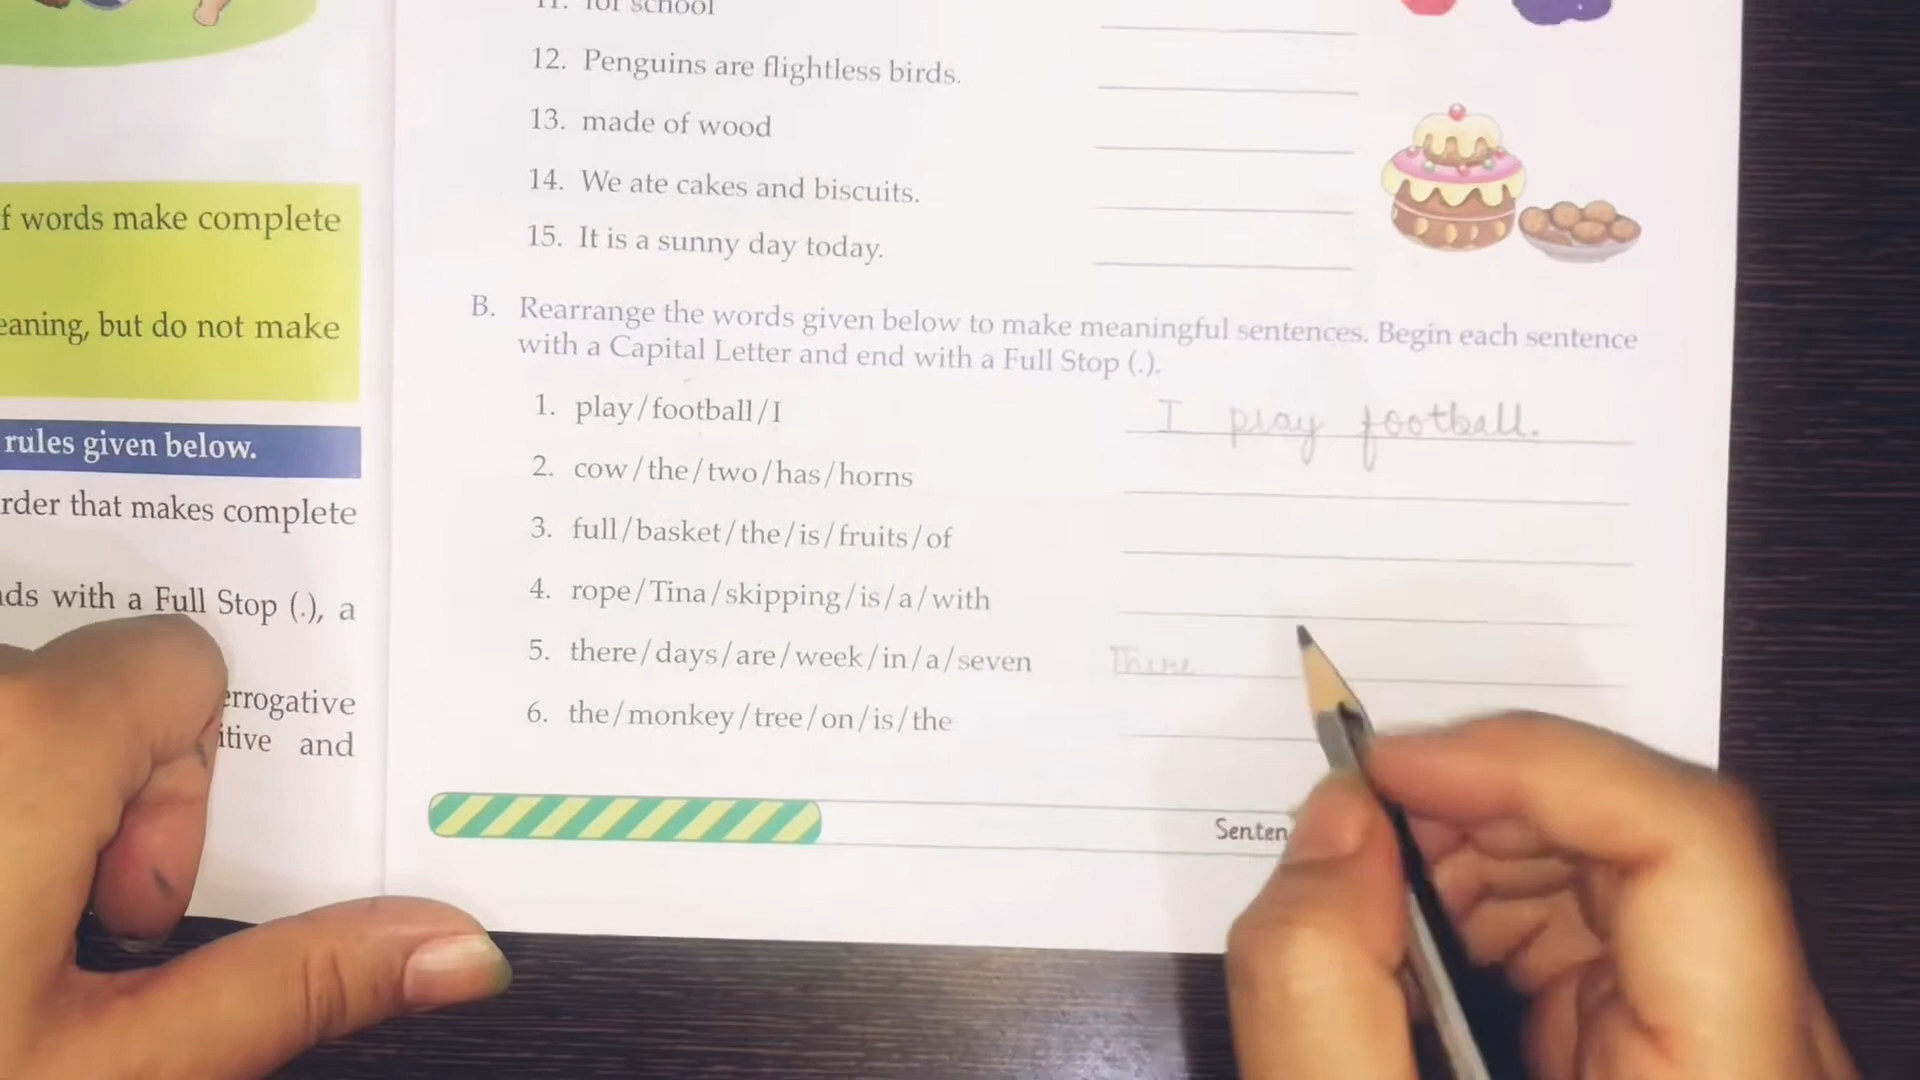 f words make complete
eaning, but do not make
rules given below.
rder that makes complete
ds with a Full Stop (.), a
errogative
itive and
11. for school
12. Penguins are flightless birds.
13. made of wood
14. We ate cakes and biscuits.
15. It is a sunny day today.
B. Rearrange the words given below to make meaningful sentences. Begin each sentence
with a Capital Letter and end with a Full Stop (.).
1. play/football/I I play football.
2. cow/the/two/has/horns
3. full/basket/the/is/fruits/of
4. rope/Tina/skipping/is/a/with
5. there/days/are/week/in/a/seven There
6. the/monkey/tree/on/is/the
Senten